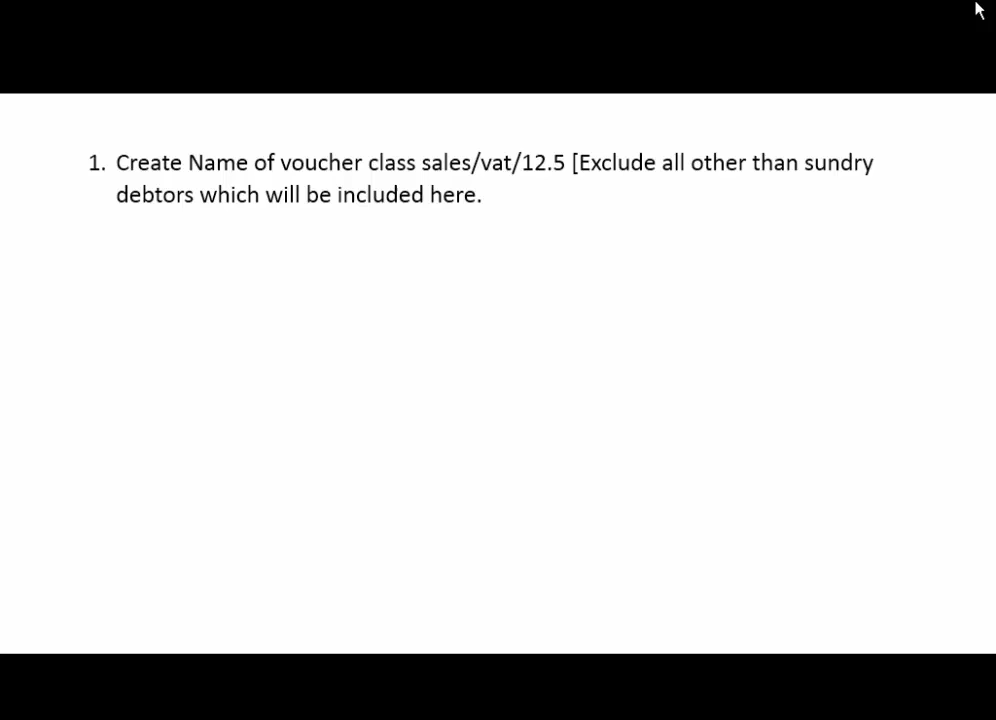 1. Create Name of voucher class sales/vat/12.5 [Exclude all other than sundry
debtors which will be included here.